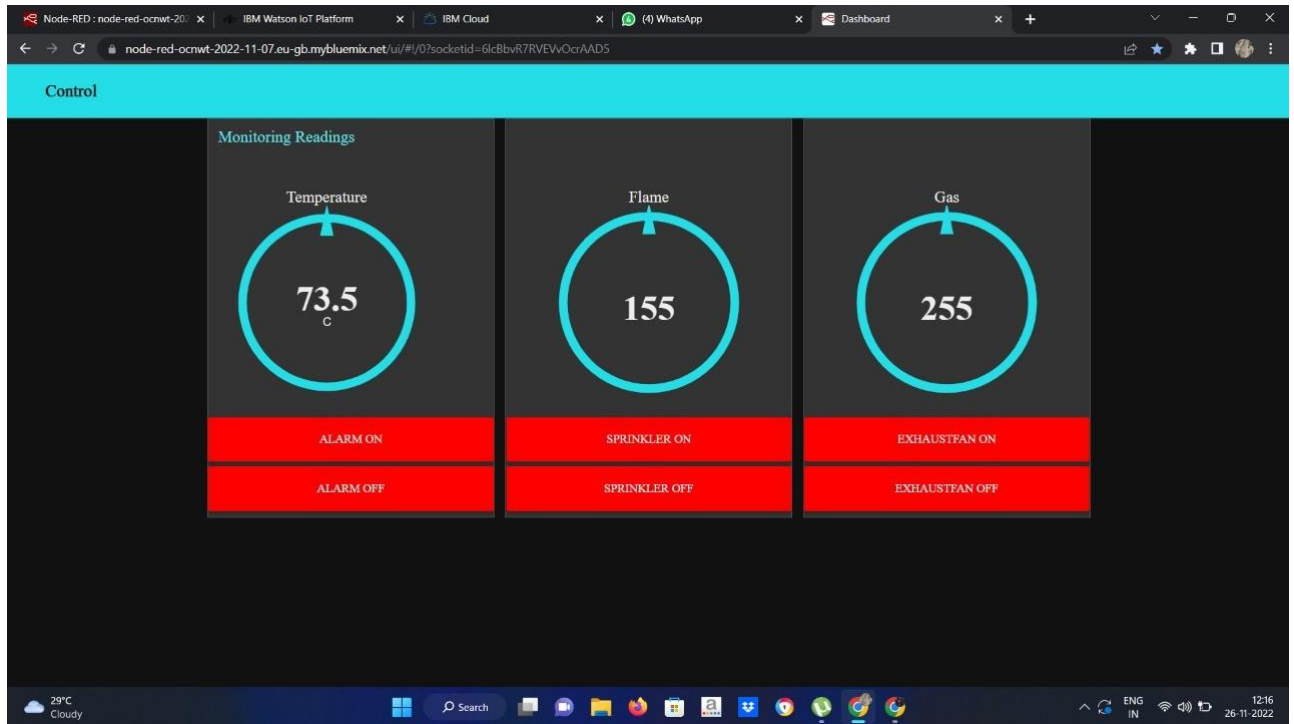 Node-RED : node-red-ocnwt-202
IBM Watson IoT Platform
IBM Cloud
(4) WhatsApp
Dashboard
node-red-ocnwt-2022-11-07.eu-gb.mybluemix.net/ui/#!/0?socketid=6lcBbvR7RVEVvOcrAAD5
Control
Monitoring Readings
Temperature
73.5
C
ALARM ON
ALARM OFF
Flame
155
SPRINKLER ON
SPRINKLER OFF
Gas
255
EXHAUSTFAN ON
EXHAUSTFAN OFF
29°C
Cloudy
Search
ENG
IN
12:16
26-11-2022